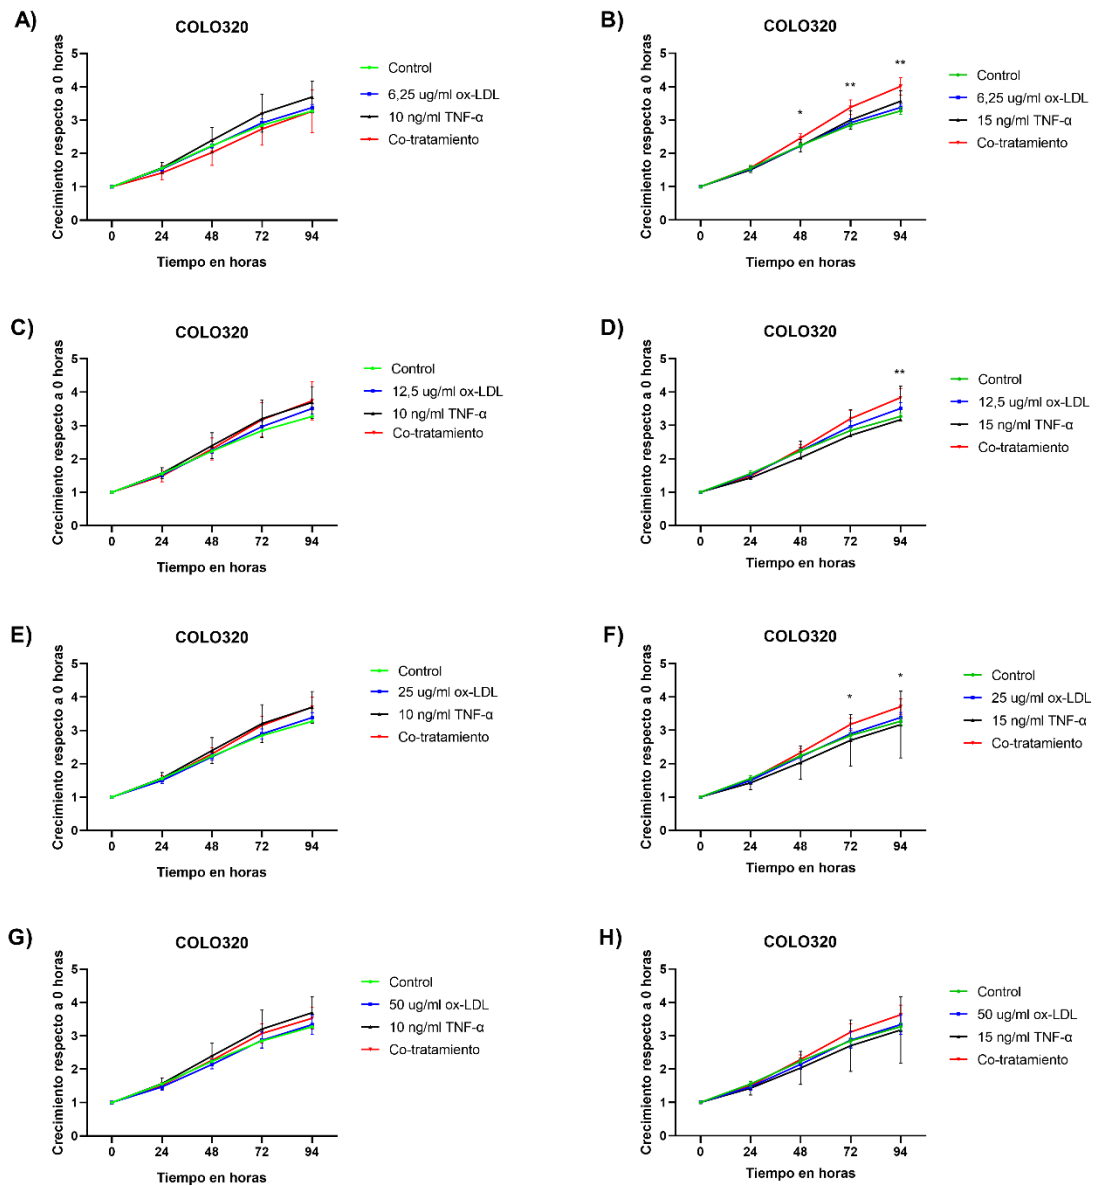 A)
COLO320
Crecimiento respecto a 0 horas
5
4
3
2
1
0
0 24 48 72 94
Tiempo en horas
Control
6,25 ug/ml ox-LDL
10 ng/ml TNF-α
Co-tratamiento
B)
COLO320
Crecimiento respecto a 0 horas
5
4
3
2
1
0
* ** **
0 24 48 72 94
Tiempo en horas
Control
6,25 ug/ml ox-LDL
15 ng/ml TNF-α
Co-tratamiento
C)
COLO320
Crecimiento respecto a 0 horas
5
4
3
2
1
0
0 24 48 72 94
Tiempo en horas
Control
12,5 ug/ml ox-LDL
10 ng/ml TNF-α
Co-tratamiento
D)
COLO320
Crecimiento respecto a 0 horas
5
4
3
2
1
0
**
0 24 48 72 94
Tiempo en horas
Control
12,5 ug/ml ox-LDL
15 ng/ml TNF-α
Co-tratamiento
E)
COLO320
Crecimiento respecto a 0 horas
5
4
3
2
1
0
0 24 48 72 94
Tiempo en horas
Control
25 ug/ml ox-LDL
10 ng/ml TNF-α
Co-tratamiento
F)
COLO320
Crecimiento respecto a 0 horas
5
4
3
2
1
0
* *
0 24 48 72 94
Tiempo en horas
Control
25 ug/ml ox-LDL
15 ng/ml TNF-α
Co-tratamiento
G)
COLO320
Crecimiento respecto a 0 horas
5
4
3
2
1
0
0 24 48 72 94
Tiempo en horas
Control
50 ug/ml ox-LDL
10 ng/ml TNF-α
Co-tratamiento
H)
COLO320
Crecimiento respecto a 0 horas
5
4
3
2
1
0
0 24 48 72 94
Tiempo en horas
Control
50 ug/ml ox-LDL
15 ng/ml TNF-α
Co-tratamiento